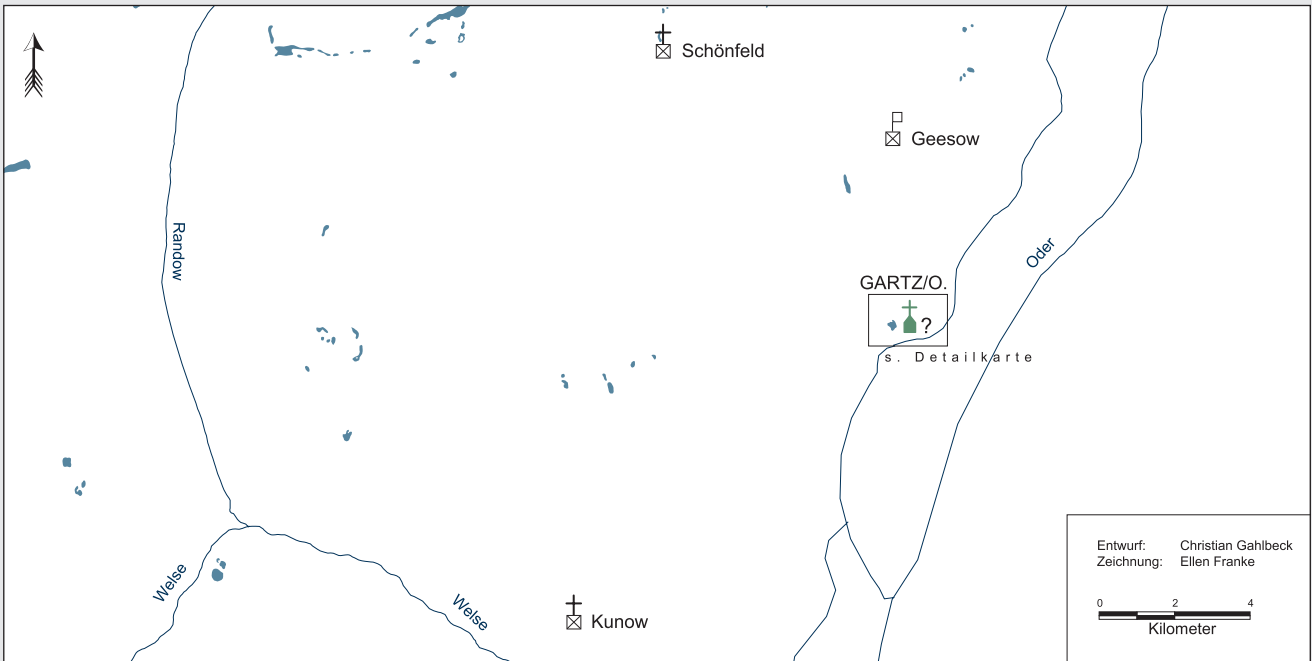 Schönfeld
Geesow
Randow
Oder
GARTZ/O.
?
s. Detailkarte
Welse
Welse
Kunow
Entwurf: Christian Gahlbeck
Zeichnung: Ellen Franke
0 2 4
Kilometer